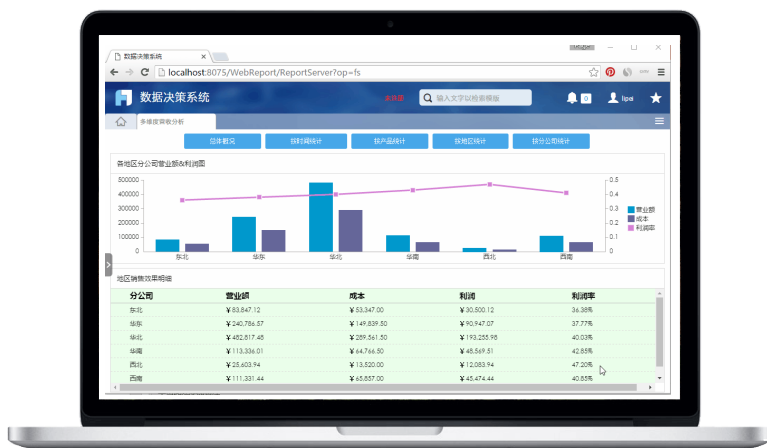 数据决策系统
localhost:8075/WebReport/ReportServer?op=fs
数据决策系统
输入文字以检索模板
0
lipei
多维度营收分析
总体概况 按时间统计 按产品统计 按地区统计 按分公司统计
各地区分公司营业额&利润图
500000
400000
300000
200000
100000
0
0.5
0.4
0.3
0.2
0.1
0
东北 华东 华北 华南 西北 西南
营业额
成本
利润率
地区销售效果明细
分公司 营业额 成本 利润 利润率
东北 ¥83,847.12 ¥53,347.00 ¥30,500.12 36.38%
华东 ¥240,786.57 ¥149,839.50 ¥90,947.07 37.77%
华北 ¥482,817.48 ¥289,561.50 ¥193,255.98 40.03%
华南 ¥113,336.01 ¥64,766.50 ¥48,569.51 42.85%
西北 ¥25,603.94 ¥13,520.00 ¥12,083.94 47.20%
西南 ¥111,331.44 ¥65,857.00 ¥45,474.44 40.85%